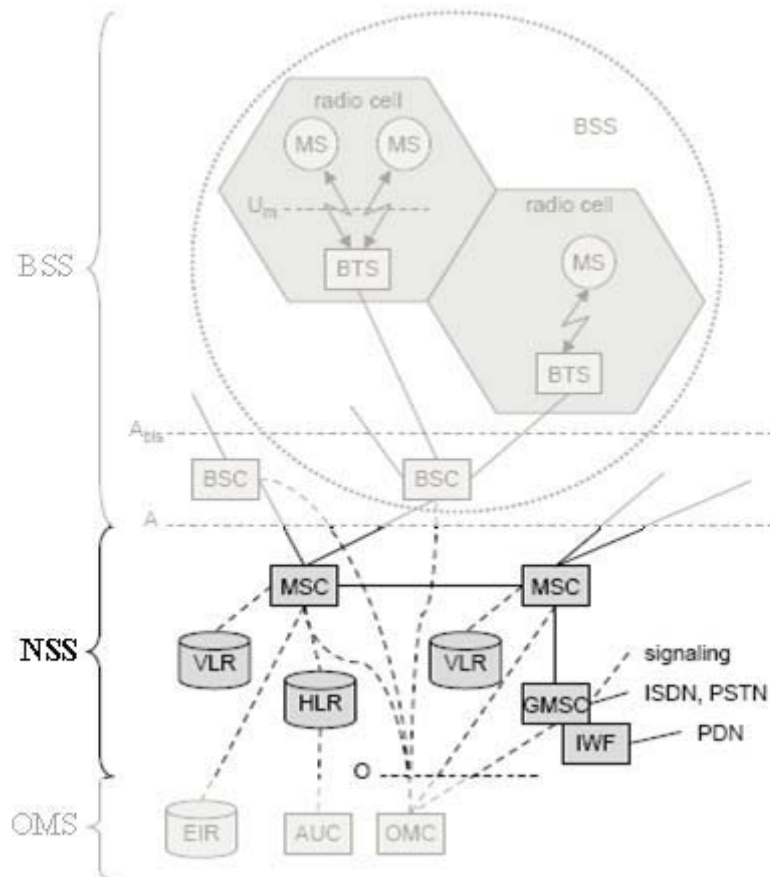 radio cell
MS MS
BSS
Um
radio cell
BTS
MS
BSS
BTS
Abis
BSC BSC
A
MSC MSC
NSS
VLR VLR
signaling
HLR
GMSC
ISDN, PSTN
IWF
PDN
O
OMS
EIR AUC OMC